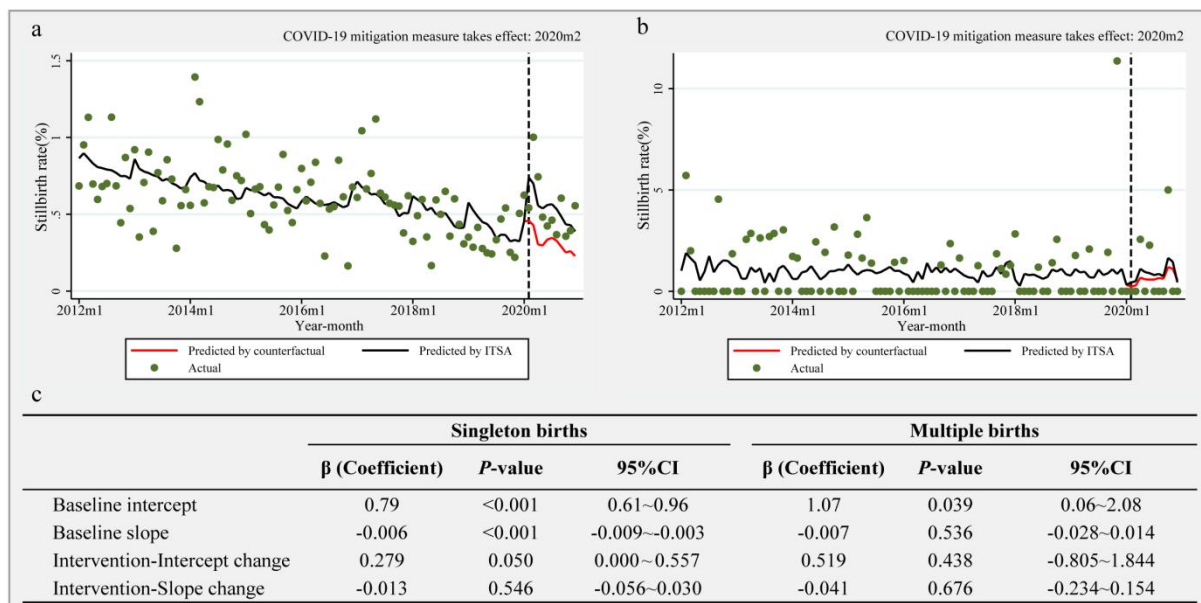 a
COVID-19 mitigation measure takes effect: 2020m2
Stillbirth rate(%)
1.5
1
.5
0
2012m1 2014m1 2016m1 2018m1 2020m1
Year-month
Predicted by counterfactual Predicted by ITSA
Actual
b
COVID-19 mitigation measure takes effect: 2020m2
Stillbirth rate(%)
10
5
0
2012m1 2014m1 2016m1 2018m1 2020m1
Year-month
Predicted by counterfactual Predicted by ITSA
Actual
c
Singleton births Multiple births
β (Coefficient) P-value 95%CI β (Coefficient) P-value 95%CI
Baseline intercept 0.79 <0.001 0.61~0.96 1.07 0.039 0.06~2.08
Baseline slope -0.006 <0.001 -0.009~-0.003 -0.007 0.536 -0.028~0.014
Intervention-Intercept change 0.279 0.050 0.000~0.557 0.519 0.438 -0.805~1.844
Intervention-Slope change -0.013 0.546 -0.056~0.030 -0.041 0.676 -0.234~0.154